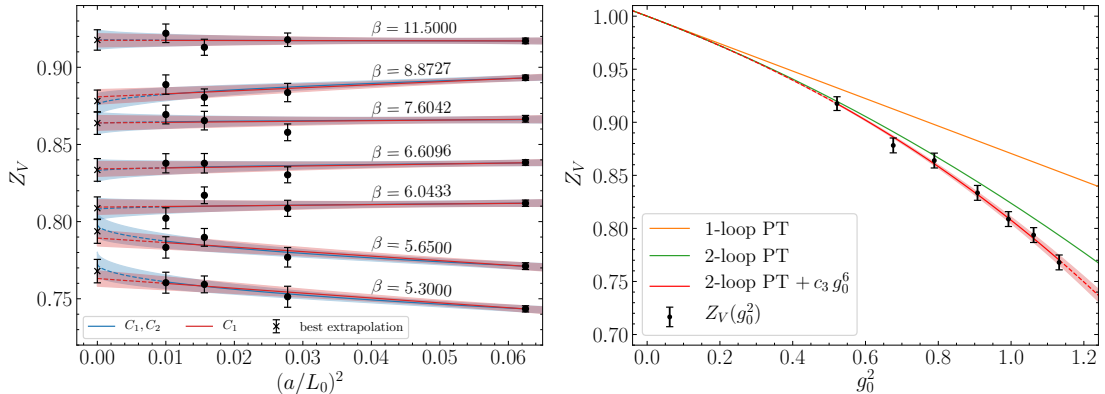 β = 11.5000
β = 8.8727
β = 7.6042
β = 6.6096
β = 6.0433
β = 5.6500
β = 5.3000
0.90
0.85
0.80
0.75
Z_V
C_1, C_2
C_1
best extrapolation
0.00 0.01 0.02 0.03 0.04 0.05 0.06
(a/L_0)^2
1.00
0.95
0.90
0.85
0.80
0.75
0.70
Z_V
1-loop PT
2-loop PT
2-loop PT + c_3 g_0^6
Z_V(g_0^2)
0.0 0.2 0.4 0.6 0.8 1.0 1.2
g_0^2